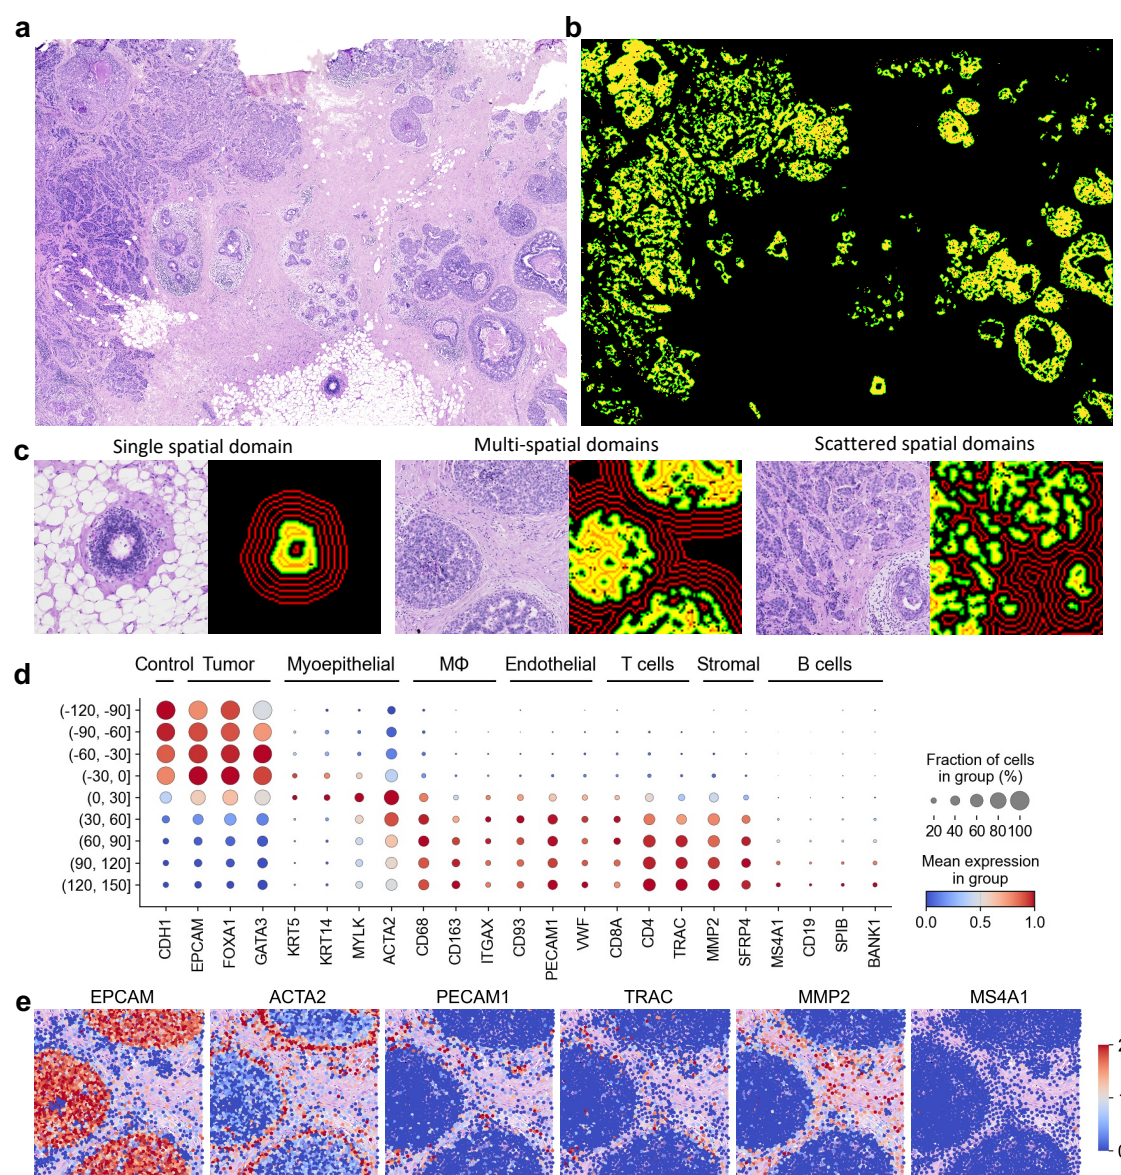 a
b
c
Single spatial domain
Multi-spatial domains
Scattered spatial domains
d
Control Tumor Myoepithelial MΦ Endothelial T cells Stromal B cells
(-120, -90]
(-90, -60]
(-60, -30]
(-30, 0]
(0, 30]
(30, 60]
(60, 90]
(90, 120]
(120, 150]
Fraction of cells
in group (%)
20 40 60 80 100
Mean expression
in group
0.0 0.5 1.0
CDH1 EPCAM FOXA1 GATA3 KRT5 KRT14 MYLK ACTA2 CD68 CD163 ITGAX CD93 PECAM1 VWF CD8A CD4 TRAC MMP2 SFRP4 MS4A1 CD19 SPIB BANK1
e
EPCAM ACTA2 PECAM1 TRAC MMP2 MS4A1
2
1
0